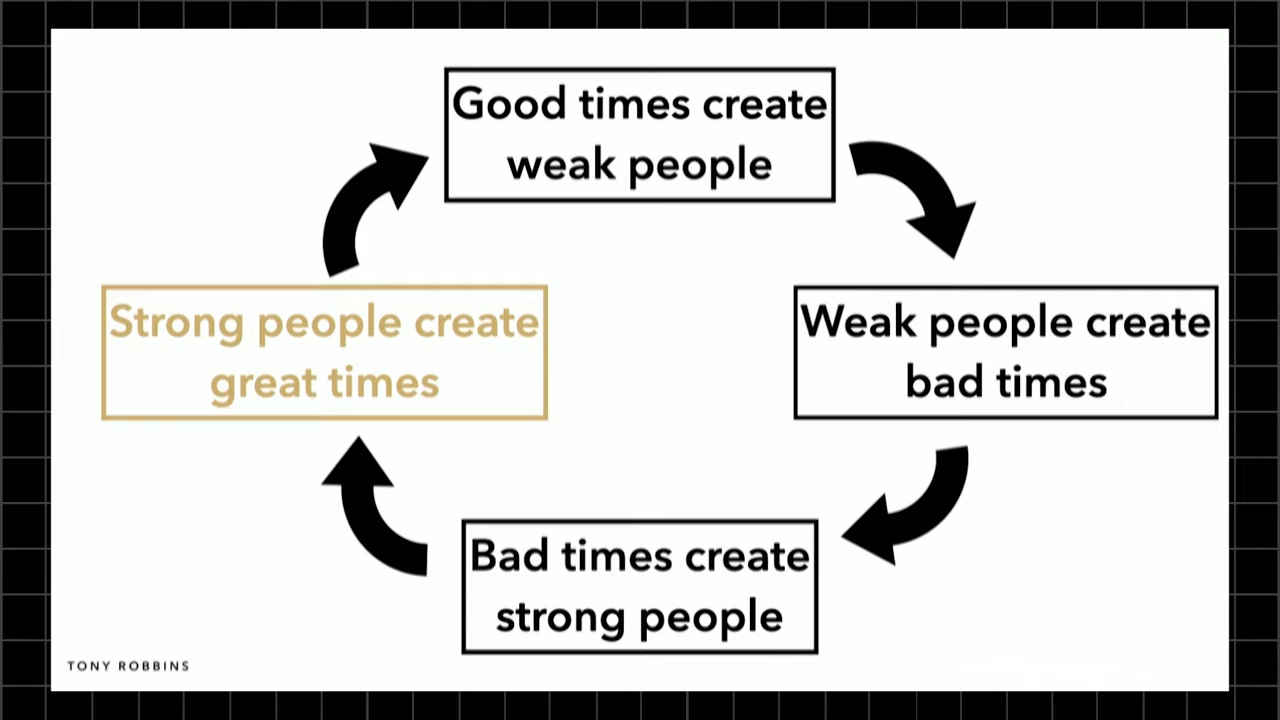 Good times create
weak people
Strong people create
great times
Weak people create
bad times
Bad times create
strong people
TONY ROBBINS